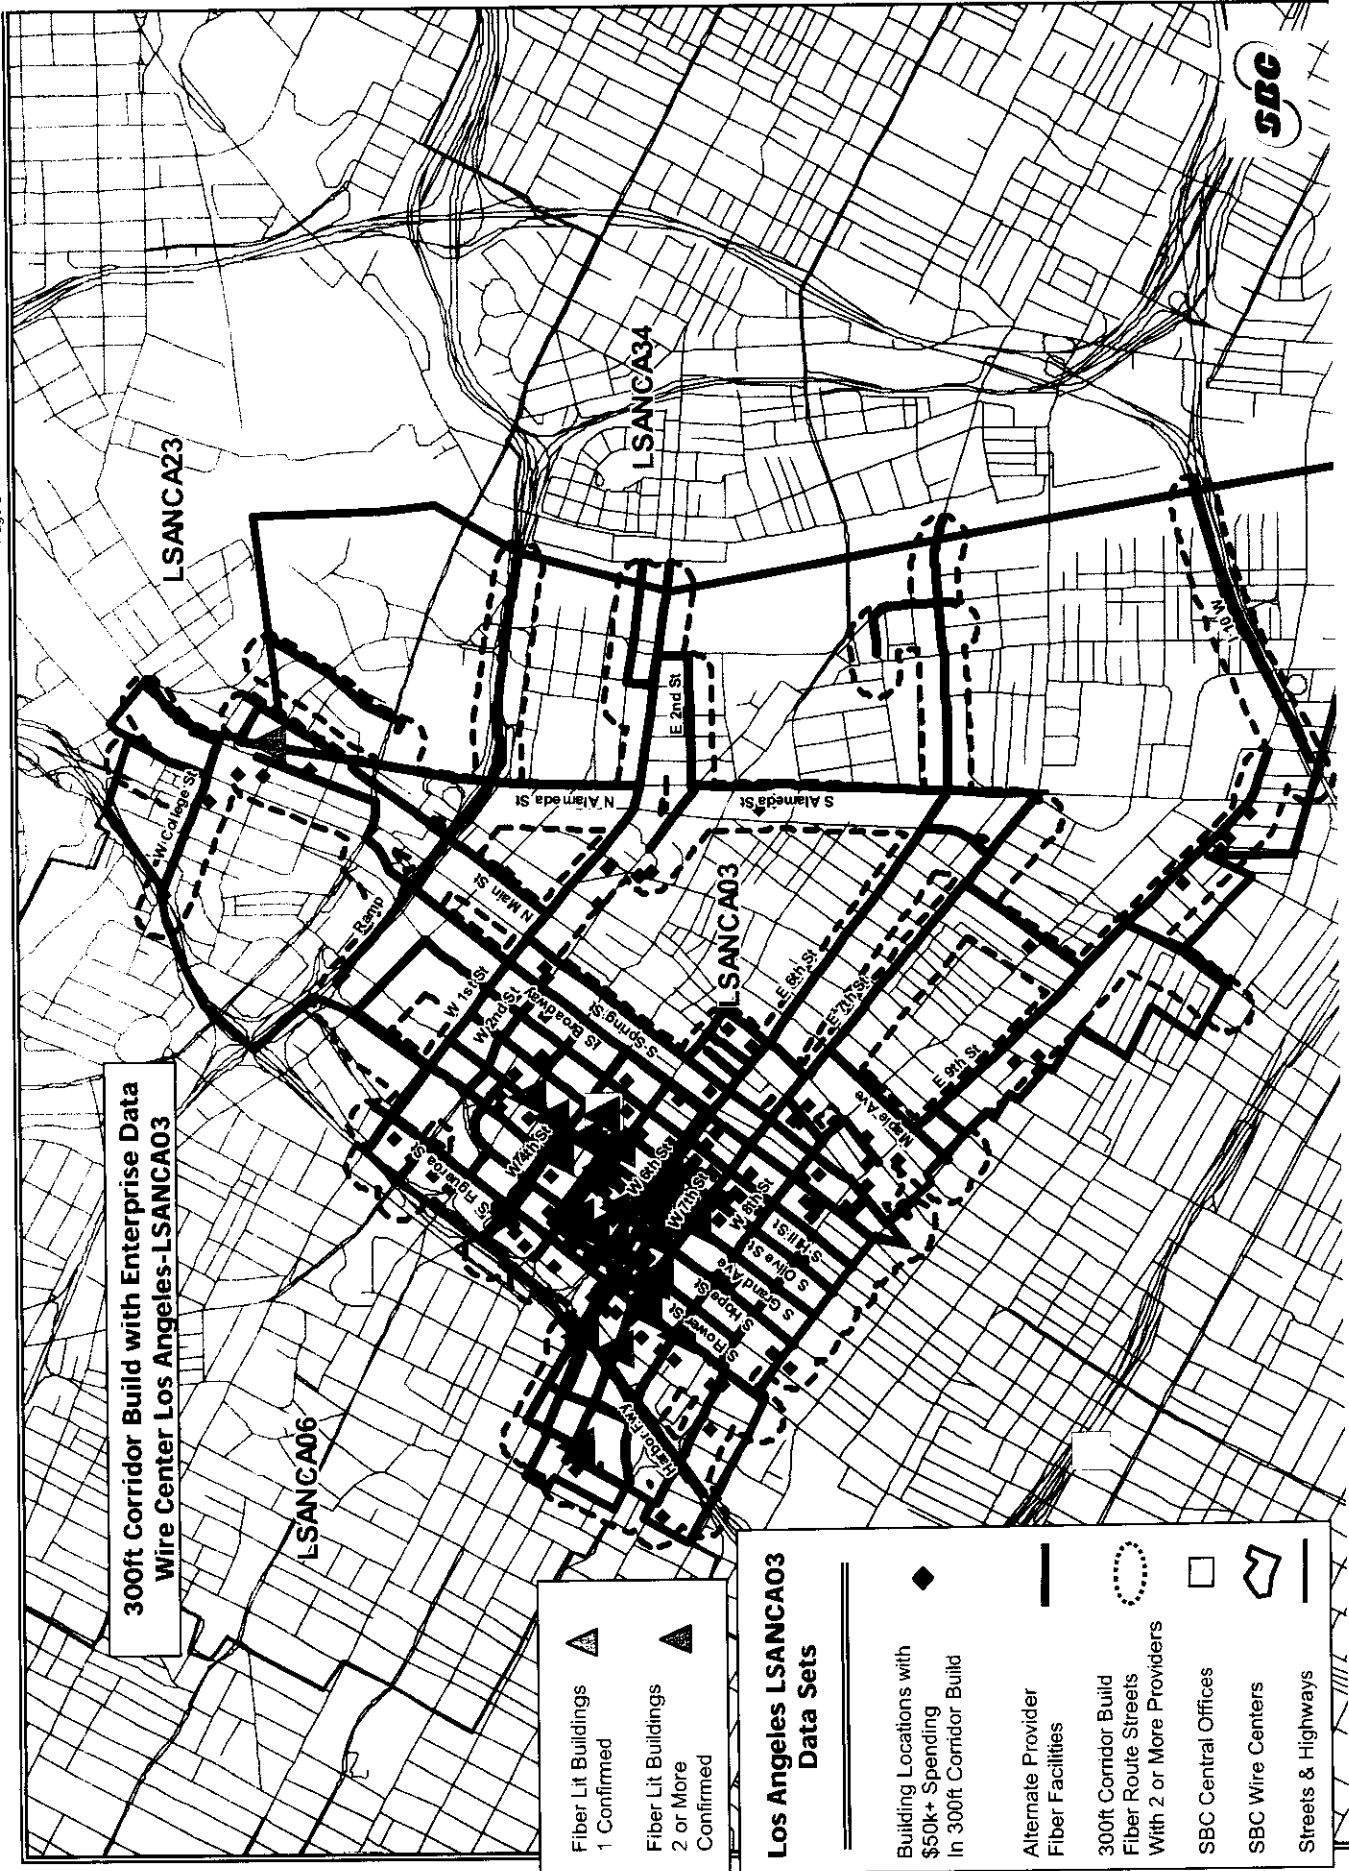 300ft Corridor Build with Enterprise Data
Wire Center Los Angeles-LSANCA03
LSANCA23
LSANCA34
LSANCA06
LSANCA03
SBC
W College St
Ramp
N Main St
N Alameda St
S Alameda St
E 2nd St
I-10 W
W 1st St
W 2nd St
S Broadway
S Spring St
E 6th St
E 7th St
E 9th St
Maple Ave
S Figueroa St
W 4th St
W 6th St
W 7th St
W 8th St
S Hill St
S Olive St
S Grand Ave
S Hope St
S Flower St
Harbor Fwy
Fiber Lit Buildings
1 Confirmed
Fiber Lit Buildings
2 or More
Confirmed
Los Angeles LSANCA03
Data Sets
Building Locations with
$50k+ Spending
In 300ft Corridor Build
Alternate Provider
Fiber Facilities
300ft Corridor Build
Fiber Route Streets
With 2 or More Providers
SBC Central Offices
SBC Wire Centers
Streets & Highways